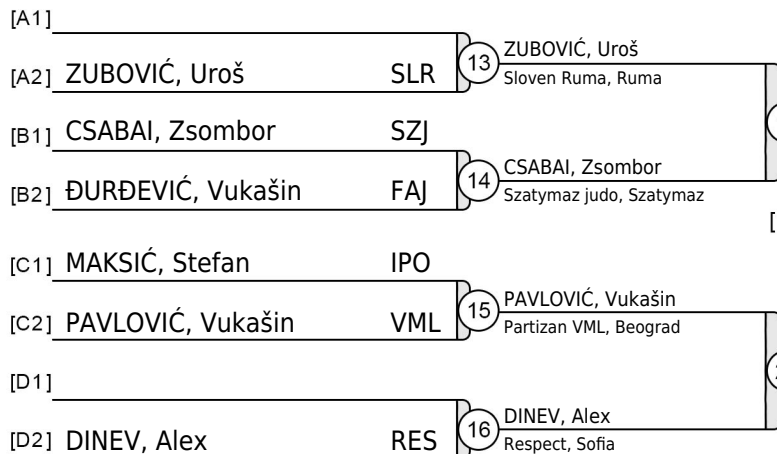 [A1]
[A2] ZUBOVIĆ, Uroš SLR
13
ZUBOVIĆ, Uroš
Sloven Ruma, Ruma
[B1] CSABAI, Zsombor SZJ
[B2] ĐURĐEVIĆ, Vukašin FAJ
14
CSABAI, Zsombor
Szatymaz judo, Szatymaz
[
[C1] MAKSIĆ, Stefan IPO
[C2] PAVLOVIĆ, Vukašin VML
15
PAVLOVIĆ, Vukašin
Partizan VML, Beograd
[D1]
[D2] DINEV, Alex RES
16
DINEV, Alex
Respect, Sofia